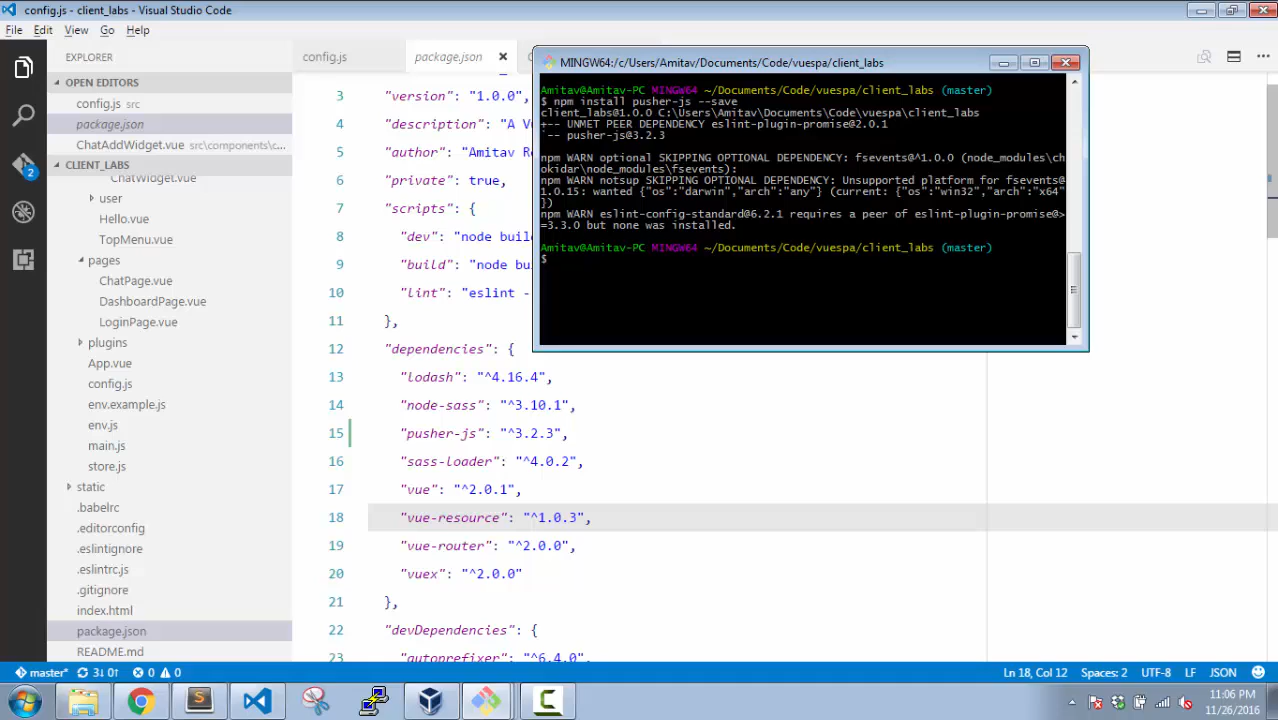 config.js - client_labs - Visual Studio Code
File Edit View Go Help
EXPLORER
OPEN EDITORS
config.js src
package.json
ChatAddWidget.vue src\components\c...
CLIENT_LABS
ChatWidget.vue
user
Hello.vue
TopMenu.vue
pages
ChatPage.vue
DashboardPage.vue
LoginPage.vue
plugins
App.vue
config.js
env.example.js
env.js
main.js
store.js
static
.babelrc
.editorconfig
.eslintignore
.eslintrc.js
.gitignore
index.html
package.json
README.md
2
config.js package.json
3 "version": "1.0.0",
4 "description": "A V
5 "author": "Amitav R
6 "private": true,
7 "scripts": {
8 "dev": "node buil
9 "build": "node bu
10 "lint": "eslint -
11 },
12 "dependencies": {
13 "lodash": "^4.16.4",
14 "node-sass": "^3.10.1",
15 "pusher-js": "^3.2.3",
16 "sass-loader": "^4.0.2",
17 "vue": "^2.0.1",
18 "vue-resource": "^1.0.3",
19 "vue-router": "^2.0.0",
20 "vuex": "^2.0.0"
21 },
22 "devDependencies": {
23 "autoprefixer": "^6.4.0",
MINGW64:/c/Users/Amitav/Documents/Code/vuespa/client_labs
Amitav@Amitav-PC MINGW64 ~/Documents/Code/vuespa/client_labs (master)
$ npm install pusher-js --save
client_labs@1.0.0 C:\Users\Amitav\Documents\Code\vuespa\client_labs
+-- UNMET PEER DEPENDENCY eslint-plugin-promise@2.0.1
`-- pusher-js@3.2.3
npm WARN optional SKIPPING OPTIONAL DEPENDENCY: fsevents@^1.0.0 (node_modules\ch
okidar\node_modules\fsevents):
npm WARN notsup SKIPPING OPTIONAL DEPENDENCY: Unsupported platform for fsevents@
1.0.15: wanted {"os":"darwin","arch":"any"} (current: {"os":"win32","arch":"x64"
})
npm WARN eslint-config-standard@6.2.1 requires a peer of eslint-plugin-promise@>
=3.3.0 but none was installed.
Amitav@Amitav-PC MINGW64 ~/Documents/Code/vuespa/client_labs (master)
$
master* 3↓ 0↑ 0 0
Ln 18, Col 12 Spaces: 2 UTF-8 LF JSON
11:06 PM
11/26/2016